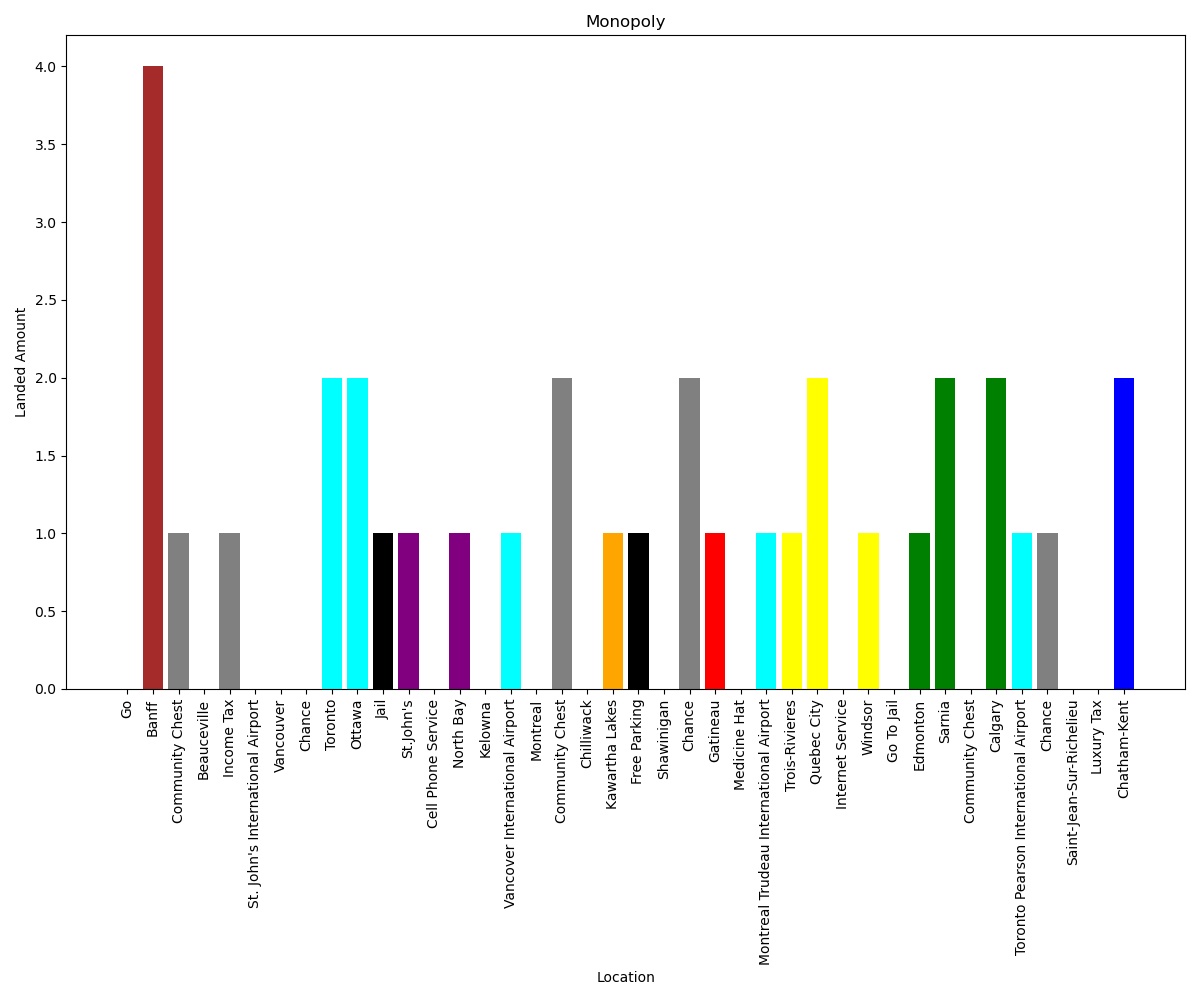 Monopoly
Landed Amount
4.0
3.5
3.0
2.5
2.0
1.5
1.0
0.5
0.0
Go
Banff
Community Chest
Beauceville
Income Tax
St. John's International Airport
Vancouver
Chance
Toronto
Ottawa
Jail
St.John's
Cell Phone Service
North Bay
Kelowna
Vancover International Airport
Montreal
Community Chest
Chilliwack
Kawartha Lakes
Free Parking
Shawinigan
Chance
Gatineau
Medicine Hat
Montreal Trudeau International Airport
Trois-Rivieres
Quebec City
Internet Service
Windsor
Go To Jail
Edmonton
Sarnia
Community Chest
Calgary
Toronto Pearson International Airport
Chance
Saint-Jean-Sur-Richelieu
Luxury Tax
Chatham-Kent
Location